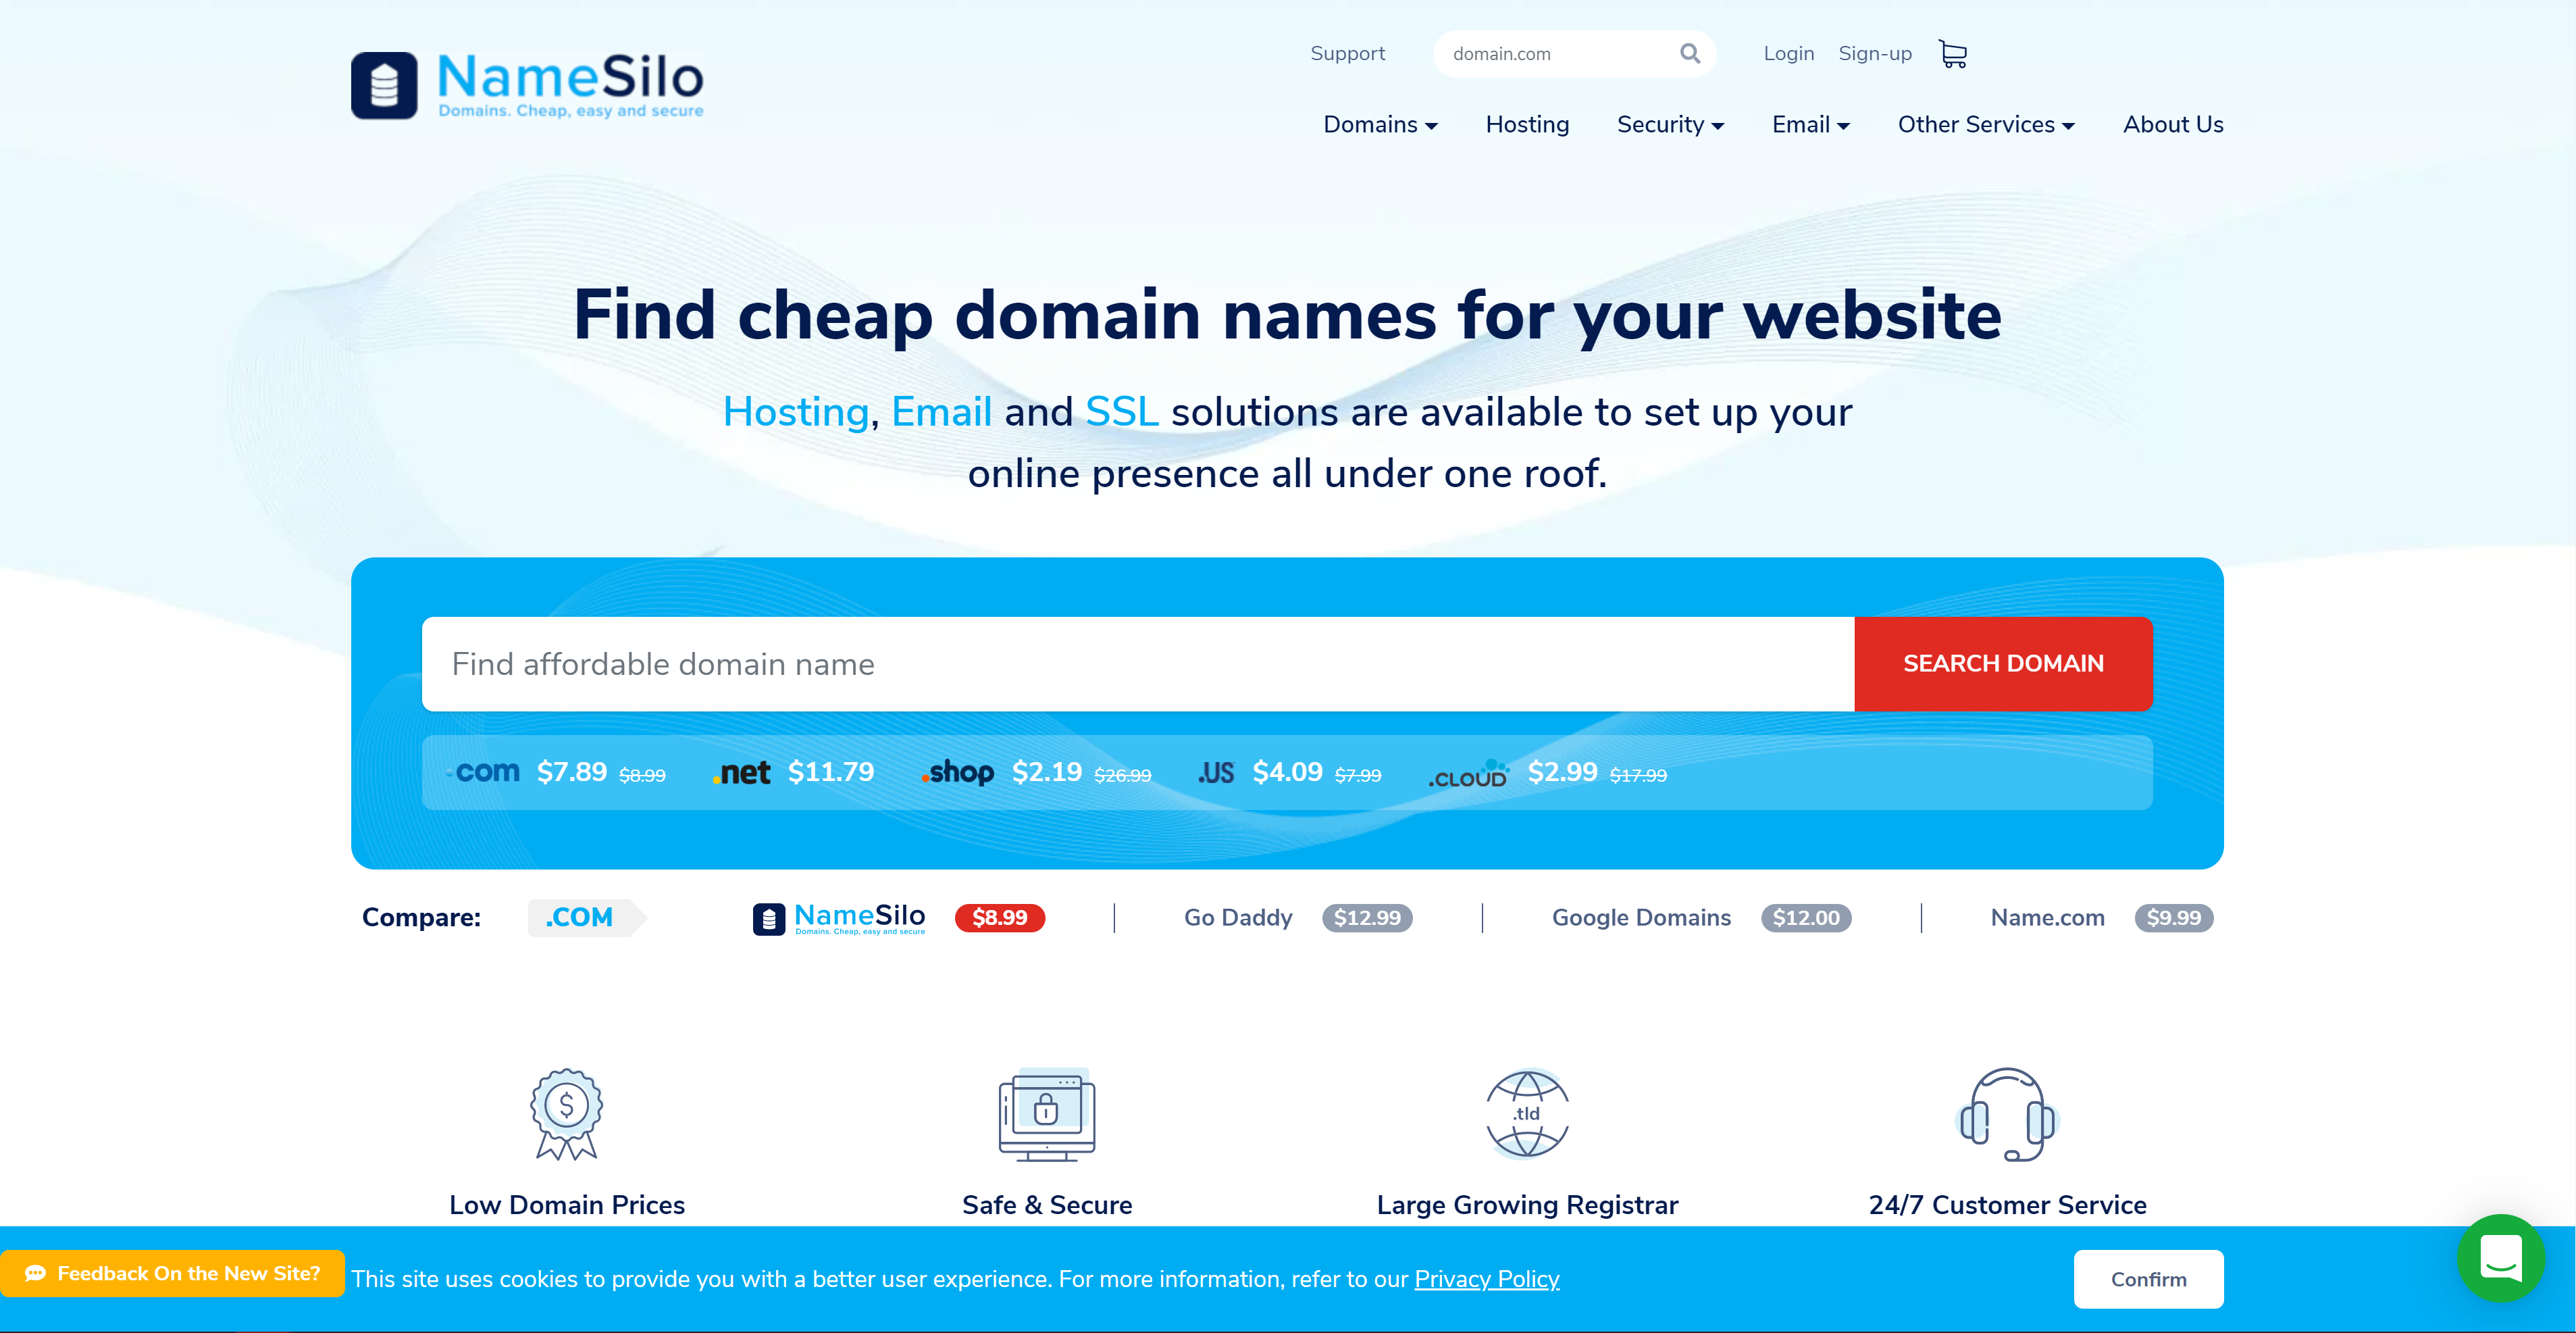 NameSilo
Domains. Cheap, easy and secure
Support
domain.com
Login
Sign-up
Domains
Hosting
Security
Email
Other Services
About Us
Find cheap domain names for your website
Hosting, Email and SSL solutions are available to set up your
online presence all under one roof.
Find affordable domain name
SEARCH DOMAIN
.com $7.89 $8.99
.net $11.79
.shop $2.19 $26.99
.US $4.09 $7.99
.CLOUD $2.99 $17.99
Compare:
.COM
NameSilo
Domains. Cheap, easy and secure
$8.99
Go Daddy $12.99
Google Domains $12.00
Name.com $9.99
$
.tld
Low Domain Prices
Safe & Secure
Large Growing Registrar
24/7 Customer Service
Feedback On the New Site?
This site uses cookies to provide you with a better user experience. For more information, refer to our Privacy Policy
Confirm